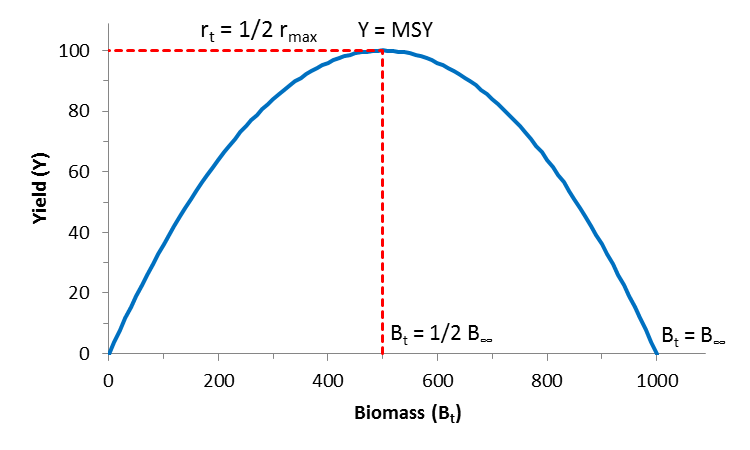 r_t = 1/2 r_max
Y = MSY
100
80
60
40
20
0
Yield (Y)
B_t = 1/2 B_∞
B_t = B_∞
0 200 400 600 800 1000
Biomass (B_t)